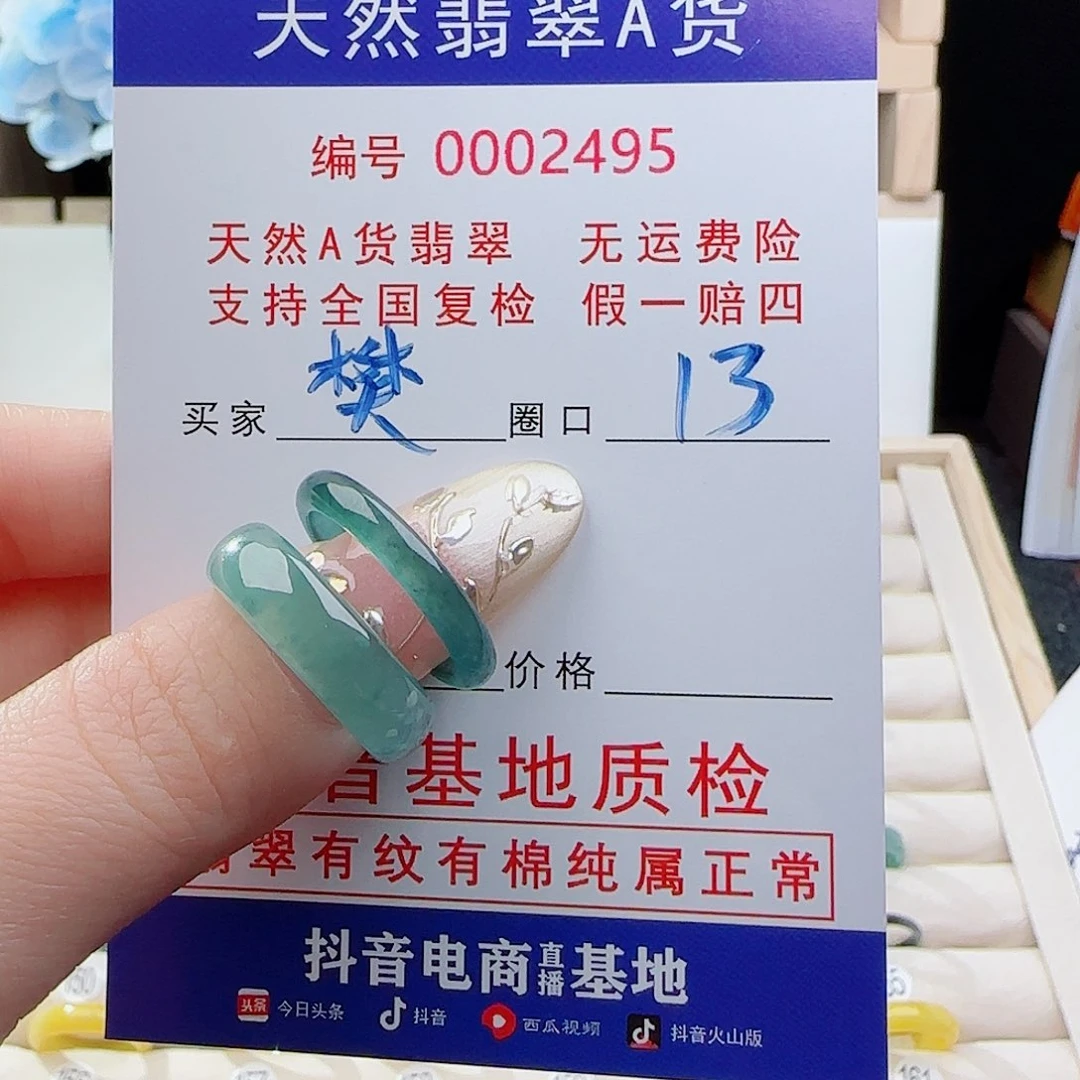 天然翡翠A货
编号 0002495
天然A货翡翠 无运费险
支持全国复检 假一赔四
买家 樊 圈口 13
价格
音基地质检
翡翠有纹有棉纯属正常
抖音电商直播基地
头条 今日头条 抖音 西瓜视频 抖音火山版